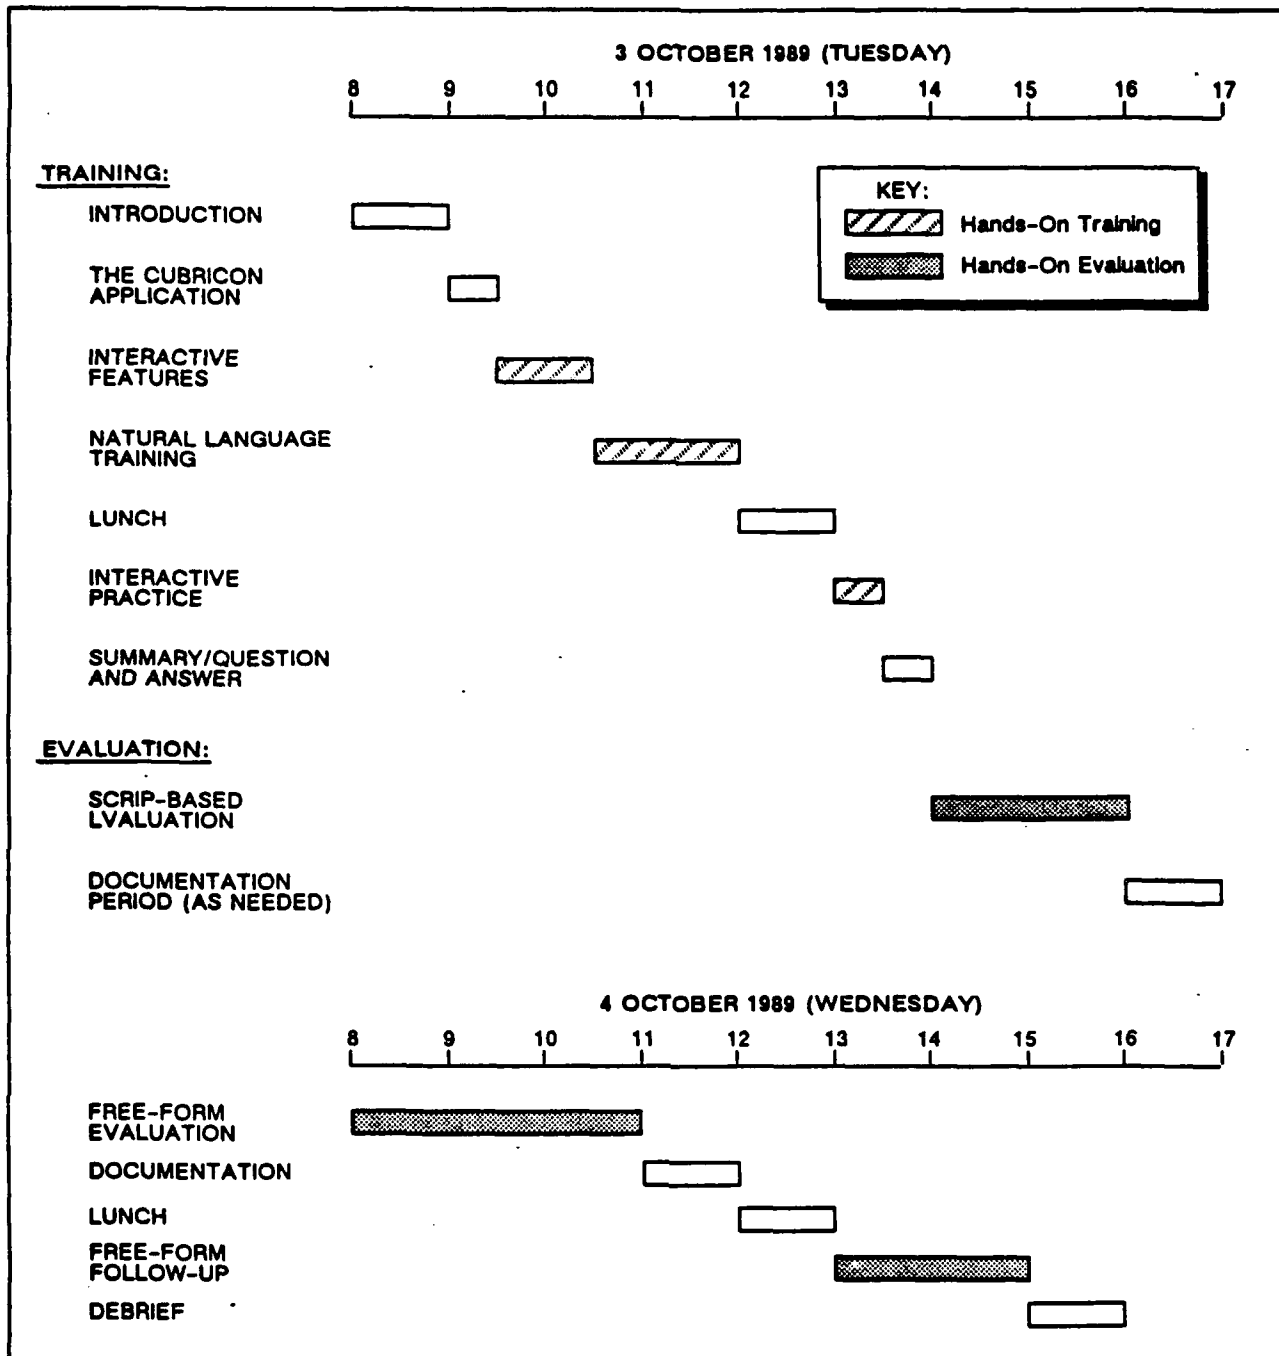 3 OCTOBER 1989 (TUESDAY)
8 9 10 11 12 13 14 15 16 17
TRAINING:
KEY:
Hands-On Training
Hands-On Evaluation
INTRODUCTION
THE CUBRICON
APPLICATION
INTERACTIVE
FEATURES
NATURAL LANGUAGE
TRAINING
LUNCH
INTERACTIVE
PRACTICE
SUMMARY/QUESTION
AND ANSWER
EVALUATION:
SCRIP-BASED
LVALUATION
DOCUMENTATION
PERIOD (AS NEEDED)
4 OCTOBER 1989 (WEDNESDAY)
8 9 10 11 12 13 14 15 16 17
FREE-FORM
EVALUATION
DOCUMENTATION
LUNCH
FREE-FORM
FOLLOW-UP
DEBRIEF